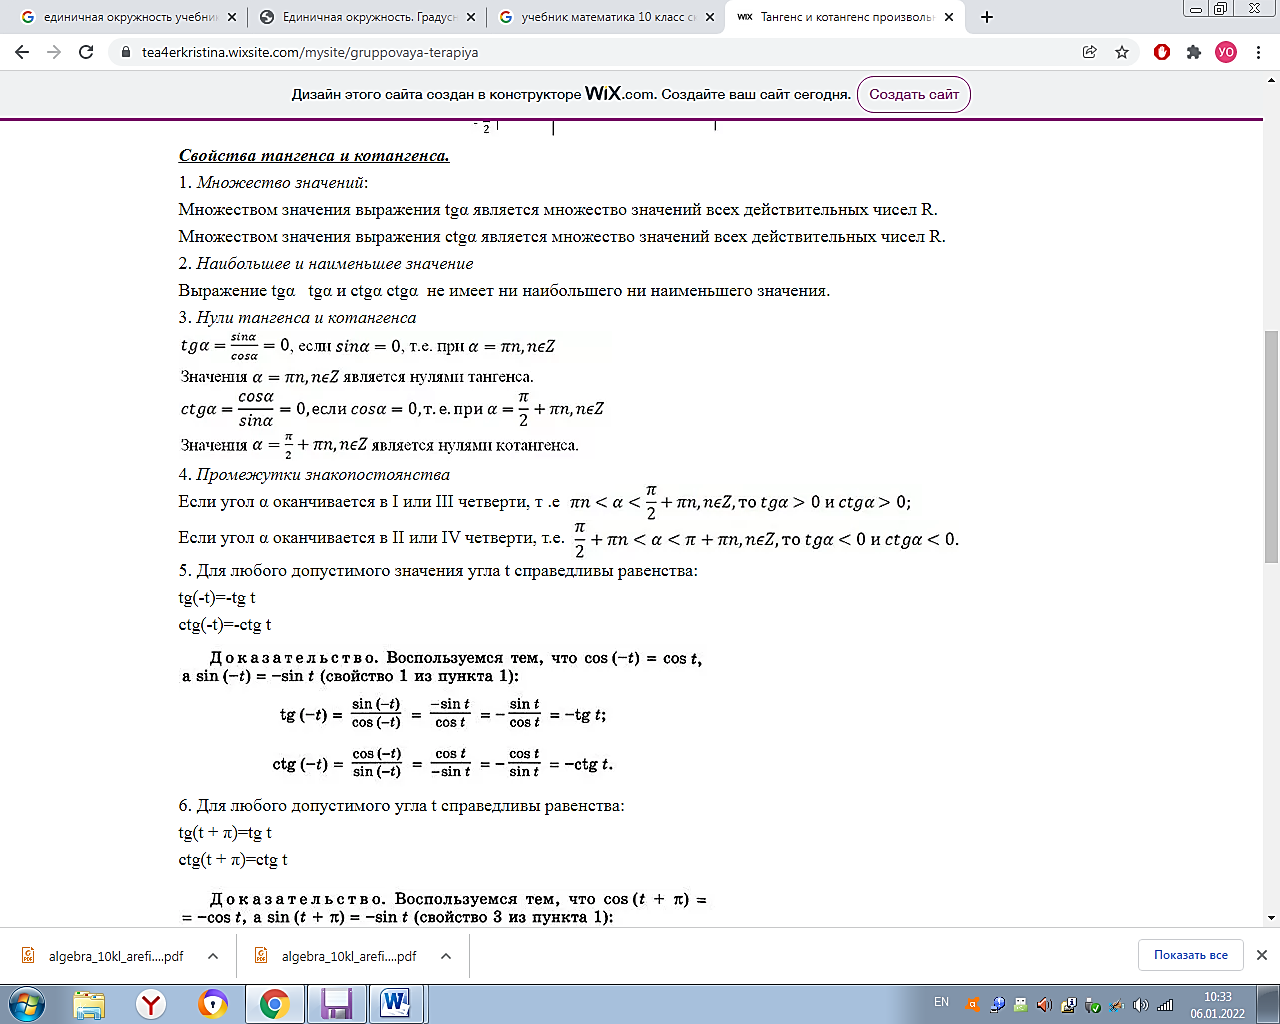 единичная окружность учебни
Единичная окружность. Градусн
учебник математика 10 класс с
Тангенс и котангенс произволь
tea4erkristina.wixsite.com/mysite/gruppovaya-terapiya
УО
Дизайн этого сайта создан в конструкторе WiX.com. Создайте ваш сайт сегодня. Создать сайт
- 2
Свойства тангенса и котангенса.
1. Множество значений:
Множеством значения выражения tgα является множество значений всех действительных чисел R.
Множеством значения выражения ctgα является множество значений всех действительных чисел R.
2. Наибольшее и наименьшее значение
Выражение tgα   tgα и ctgα ctgα  не имеет ни наибольшего ни наименьшего значения.
3. Нули тангенса и котангенса
tgα = sinα/cosα = 0, если sinα = 0, т.е. при α = πn, nϵZ
Значения α = πn, nϵZ является нулями тангенса.
ctgα = cosα/sinα = 0, если cosα = 0, т. е. при α = π/2 + πn, nϵZ
Значения α = π/2 + πn, nϵZ является нулями котангенса.
4. Промежутки знакопостоянства
Если угол α оканчивается в I или III четверти, т .е  πn < α < π/2 + πn, nϵZ, то tgα > 0 и ctgα > 0;
Если угол α оканчивается в II или IV четверти, т.е.  π/2 + πn < α < π + πn, nϵZ, то tgα < 0 и ctgα < 0.
5. Для любого допустимого значения угла t справедливы равенства:
tg(-t)=-tg t
ctg(-t)=-ctg t
Доказательство. Воспользуемся тем, что cos (−t) = cos t,
а sin (−t) = −sin t (свойство 1 из пункта 1):
tg (−t) = sin (−t)/cos (−t) = −sin t/cos t = − sin t/cos t = −tg t;
ctg (−t) = cos (−t)/sin (−t) = cos t/−sin t = − cos t/sin t = −ctg t.
6. Для любого допустимого угла t справедливы равенства:
tg(t + π)=tg t
ctg(t + π)=ctg t
Доказательство. Воспользуемся тем, что cos (t + π) =
= −cos t, а sin (t + π) = −sin t (свойство 3 из пункта 1):
algebra_10kl_arefi....pdf
algebra_10kl_arefi....pdf
Показать все
EN
10:33
06.01.2022